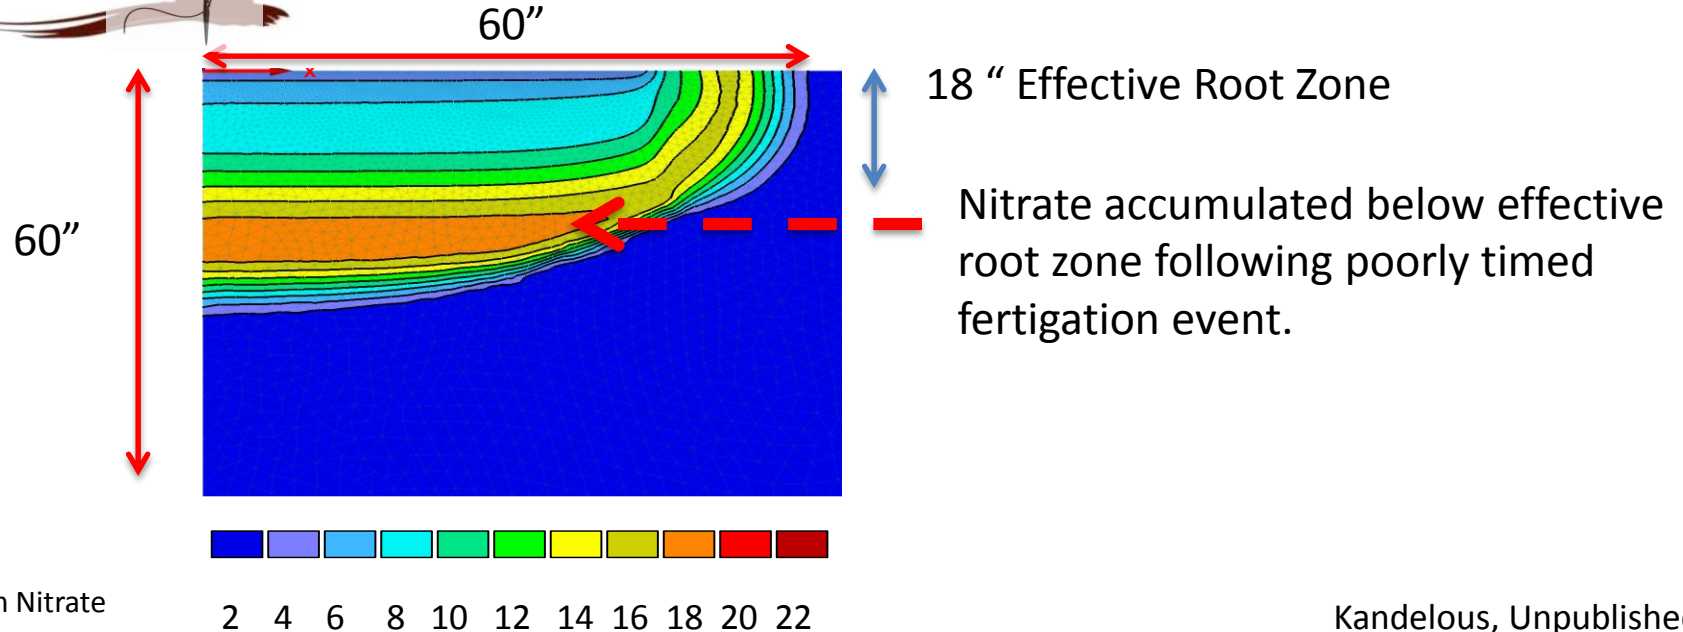 60”
x
18 “ Effective Root Zone
60”
Nitrate accumulated below effective
root zone following poorly timed
fertigation event.
Nitrate
2 4 6 8 10 12 14 16 18 20 22
Kandelous,